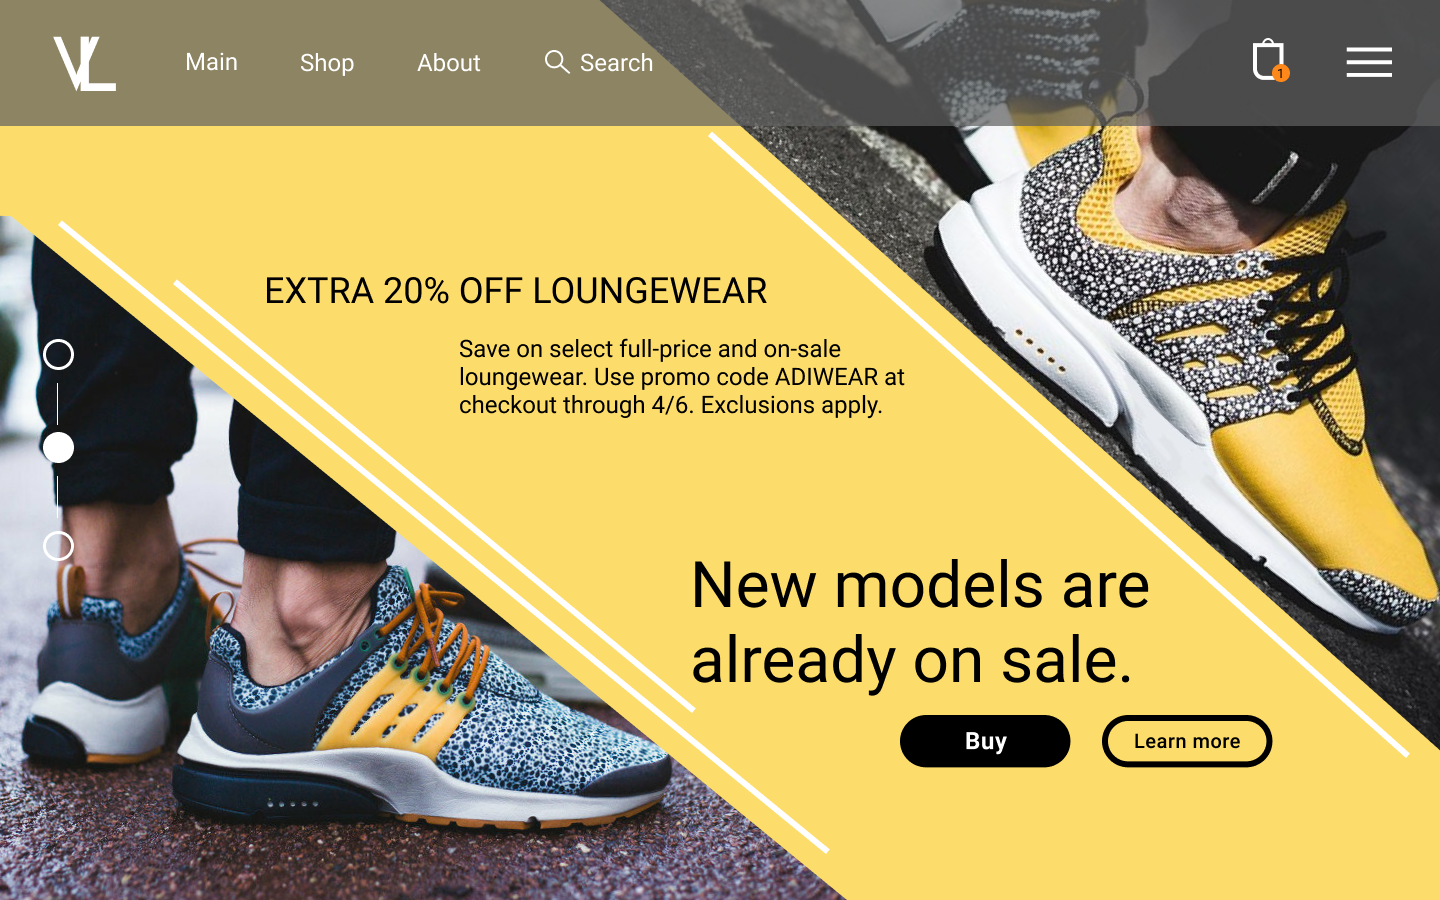 VL
Main
Shop
About
Search
1
EXTRA 20% OFF LOUNGEWEAR
Save on select full-price and on-sale
loungewear. Use promo code ADIWEAR at
checkout through 4/6. Exclusions apply.
New models are
already on sale.
Buy
Learn more